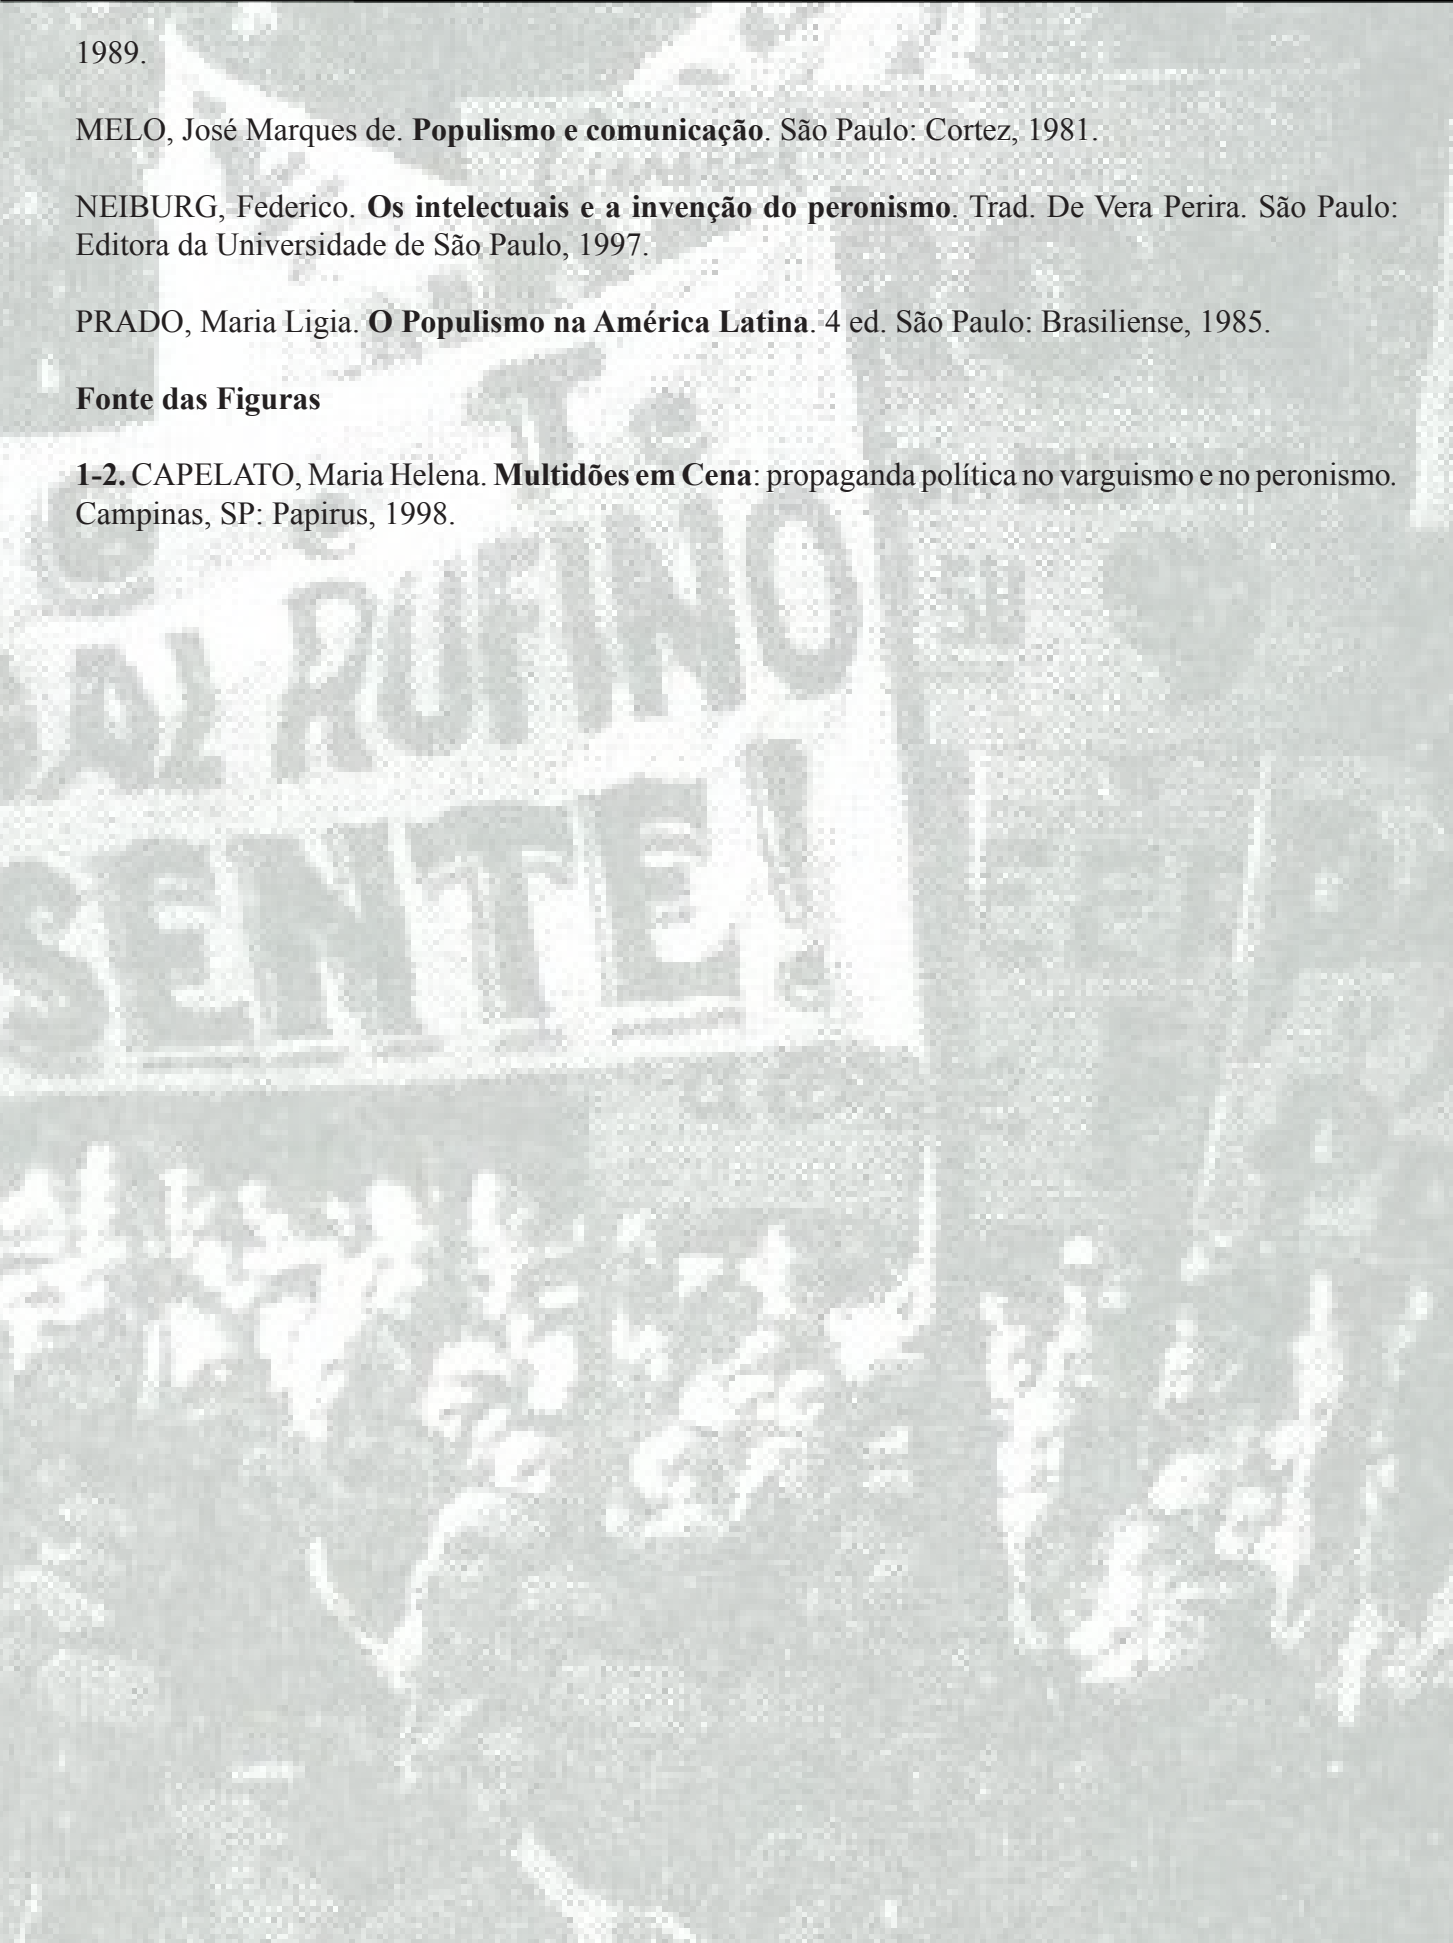 1989.
MELO, José Marques de. Populismo e comunicação. São Paulo: Cortez, 1981.
NEIBURG, Federico. Os intelectuais e a invenção do peronismo. Trad. De Vera Perira. São Paulo:
Editora da Universidade de São Paulo, 1997.
PRADO, Maria Ligia. O Populismo na América Latina. 4 ed. São Paulo: Brasiliense, 1985.
Fonte das Figuras
1-2. CAPELATO, Maria Helena. Multidões em Cena: propaganda política no varguismo e no peronismo.
Campinas, SP: Papirus, 1998.
RUFINO
SENTE!